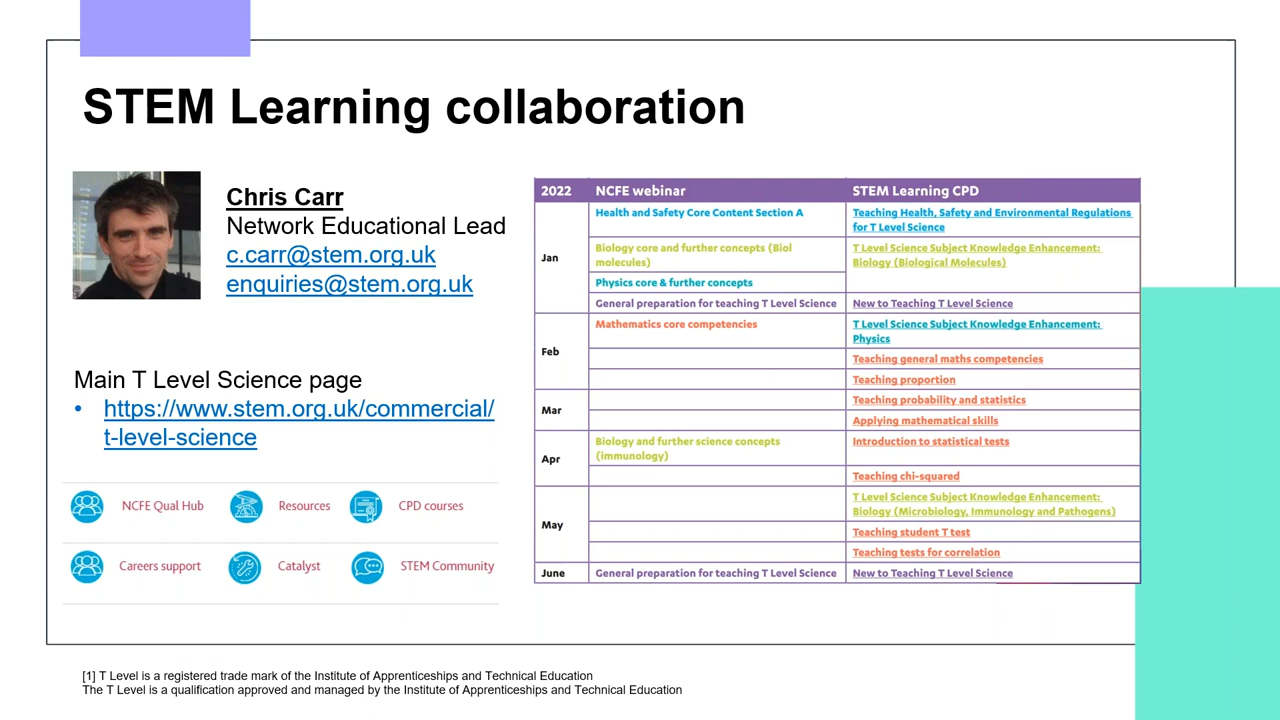 STEM Learning collaboration
Chris Carr
Network Educational Lead
c.carr@stem.org.uk
enquiries@stem.org.uk
Main T Level Science page
• https://www.stem.org.uk/commercial/
t-level-science
NCFE Qual Hub
Resources
CPD courses
Careers support
Catalyst
STEM Community
2022 NCFE webinar STEM Learning CPD
Jan
Health and Safety Core Content Section A
Teaching Health, Safety and Environmental Regulations
for T Level Science
Biology core and further concepts (Biol
molecules)
T Level Science Subject Knowledge Enhancement:
Biology (Biological Molecules)
Physics core & further concepts
General preparation for teaching T Level Science
New to Teaching T Level Science
Feb
Mathematics core competencies
T Level Science Subject Knowledge Enhancement:
Physics
Teaching general maths competencies
Teaching proportion
Mar
Teaching probability and statistics
Applying mathematical skills
Apr
Biology and further science concepts
(immunology)
Introduction to statistical tests
Teaching chi-squared
May
T Level Science Subject Knowledge Enhancement:
Biology (Microbiology, Immunology and Pathogens)
Teaching student T test
Teaching tests for correlation
June
General preparation for teaching T Level Science
New to Teaching T Level Science
[1] T Level is a registered trade mark of the Institute of Apprenticeships and Technical Education
The T Level is a qualification approved and managed by the Institute of Apprenticeships and Technical Education